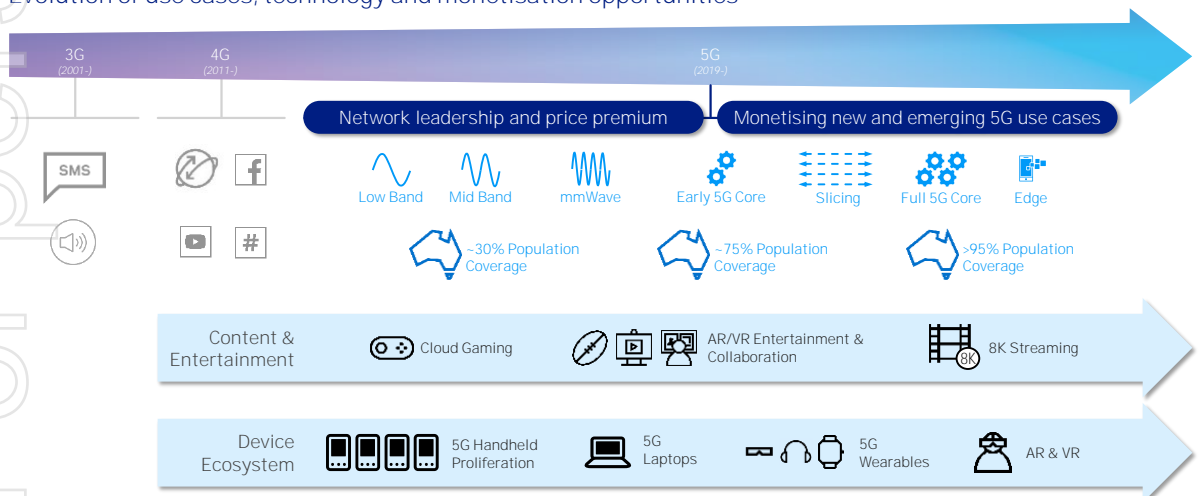 Evolution of use cases, technology and monetisation opportunities
3G
(2001-)
4G
(2011-)
5G
(2019-)
Network leadership and price premium
Monetising new and emerging 5G use cases
SMS
#
Low Band
Mid Band
mmWave
Early 5G Core
Slicing
Full 5G Core
Edge
~30% Population
Coverage
~75% Population
Coverage
>95% Population
Coverage
Content &
Entertainment
Cloud Gaming
AR/VR Entertainment &
Collaboration
8K
8K Streaming
Device
Ecosystem
5G Handheld
Proliferation
5G
Laptops
5G
Wearables
AR & VR